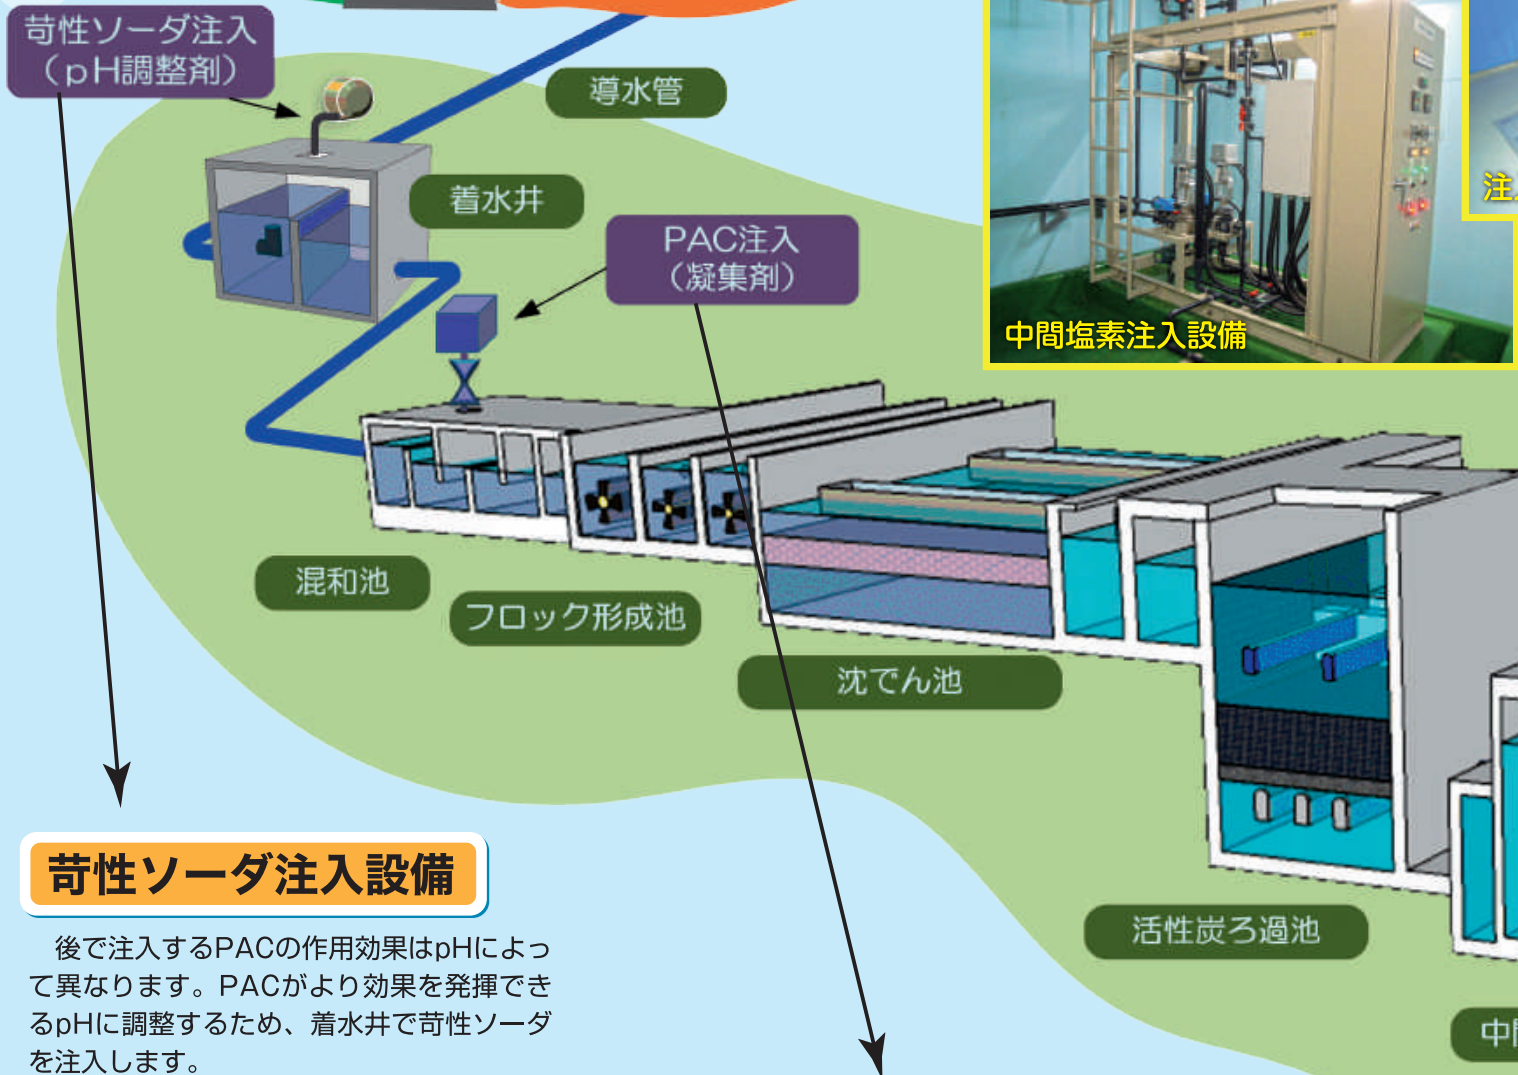 苛性ソーダ注入
（pH調整剤）
導水管
着水井
PAC注入
（凝集剤）
注
中間塩素注入設備
混和池
フロック形成池
沈でん池
活性炭ろ過池
中
苛性ソーダ注入設備
後で注入するPACの作用効果はpHによっ
て異なります。PACがより効果を発揮でき
るpHに調整するため、着水井で苛性ソーダ
を注入します。